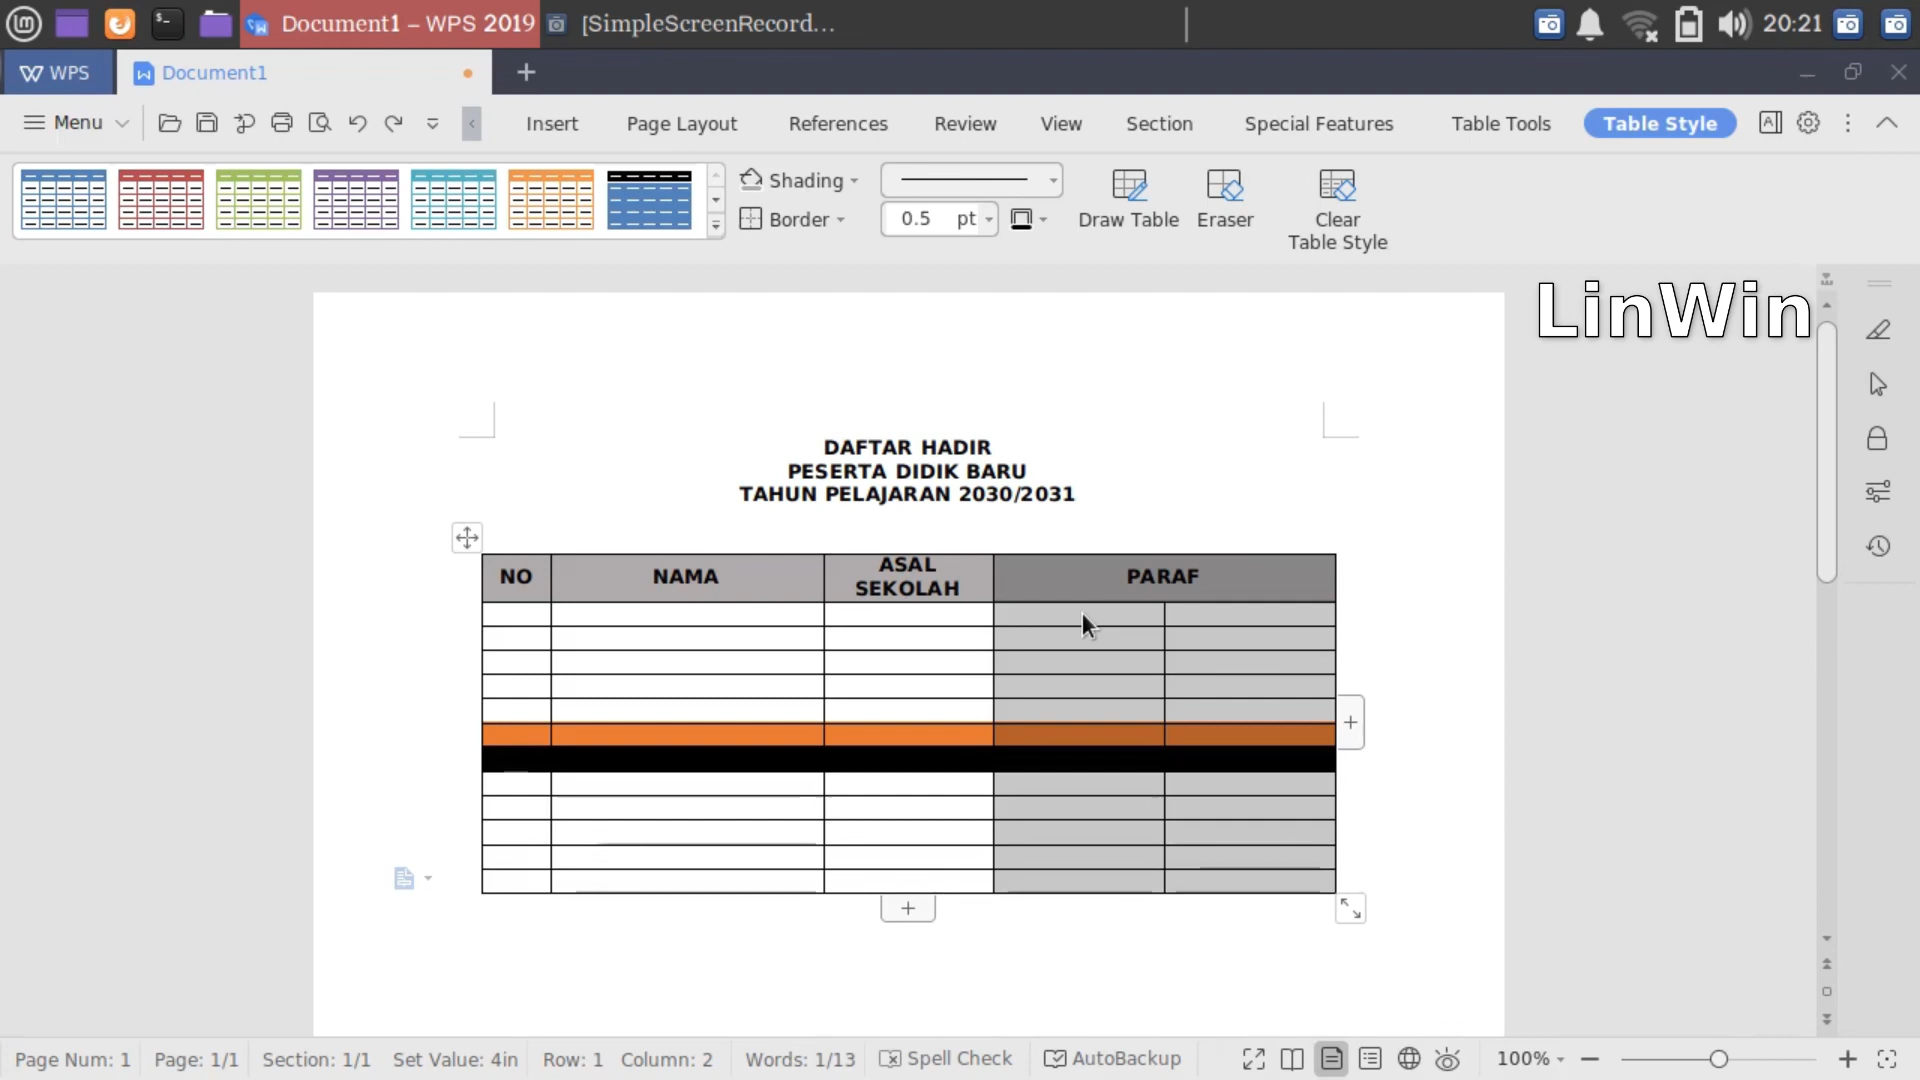 Document1 – WPS 2019
[SimpleScreenRecord...
20:21
WPS
Document1
Menu
Insert
Page Layout
References
Review
View
Section
Special Features
Table Tools
Table Style
Shading
Border
0.5 pt
Draw Table
Eraser
Clear
Table Style
LinWin
DAFTAR HADIR
PESERTA DIDIK BARU
TAHUN PELAJARAN 2030/2031
NO
NAMA
ASAL
SEKOLAH
PARAF
Page Num: 1
Page: 1/1
Section: 1/1
Set Value: 4in
Row: 1
Column: 2
Words: 1/13
Spell Check
AutoBackup
100%